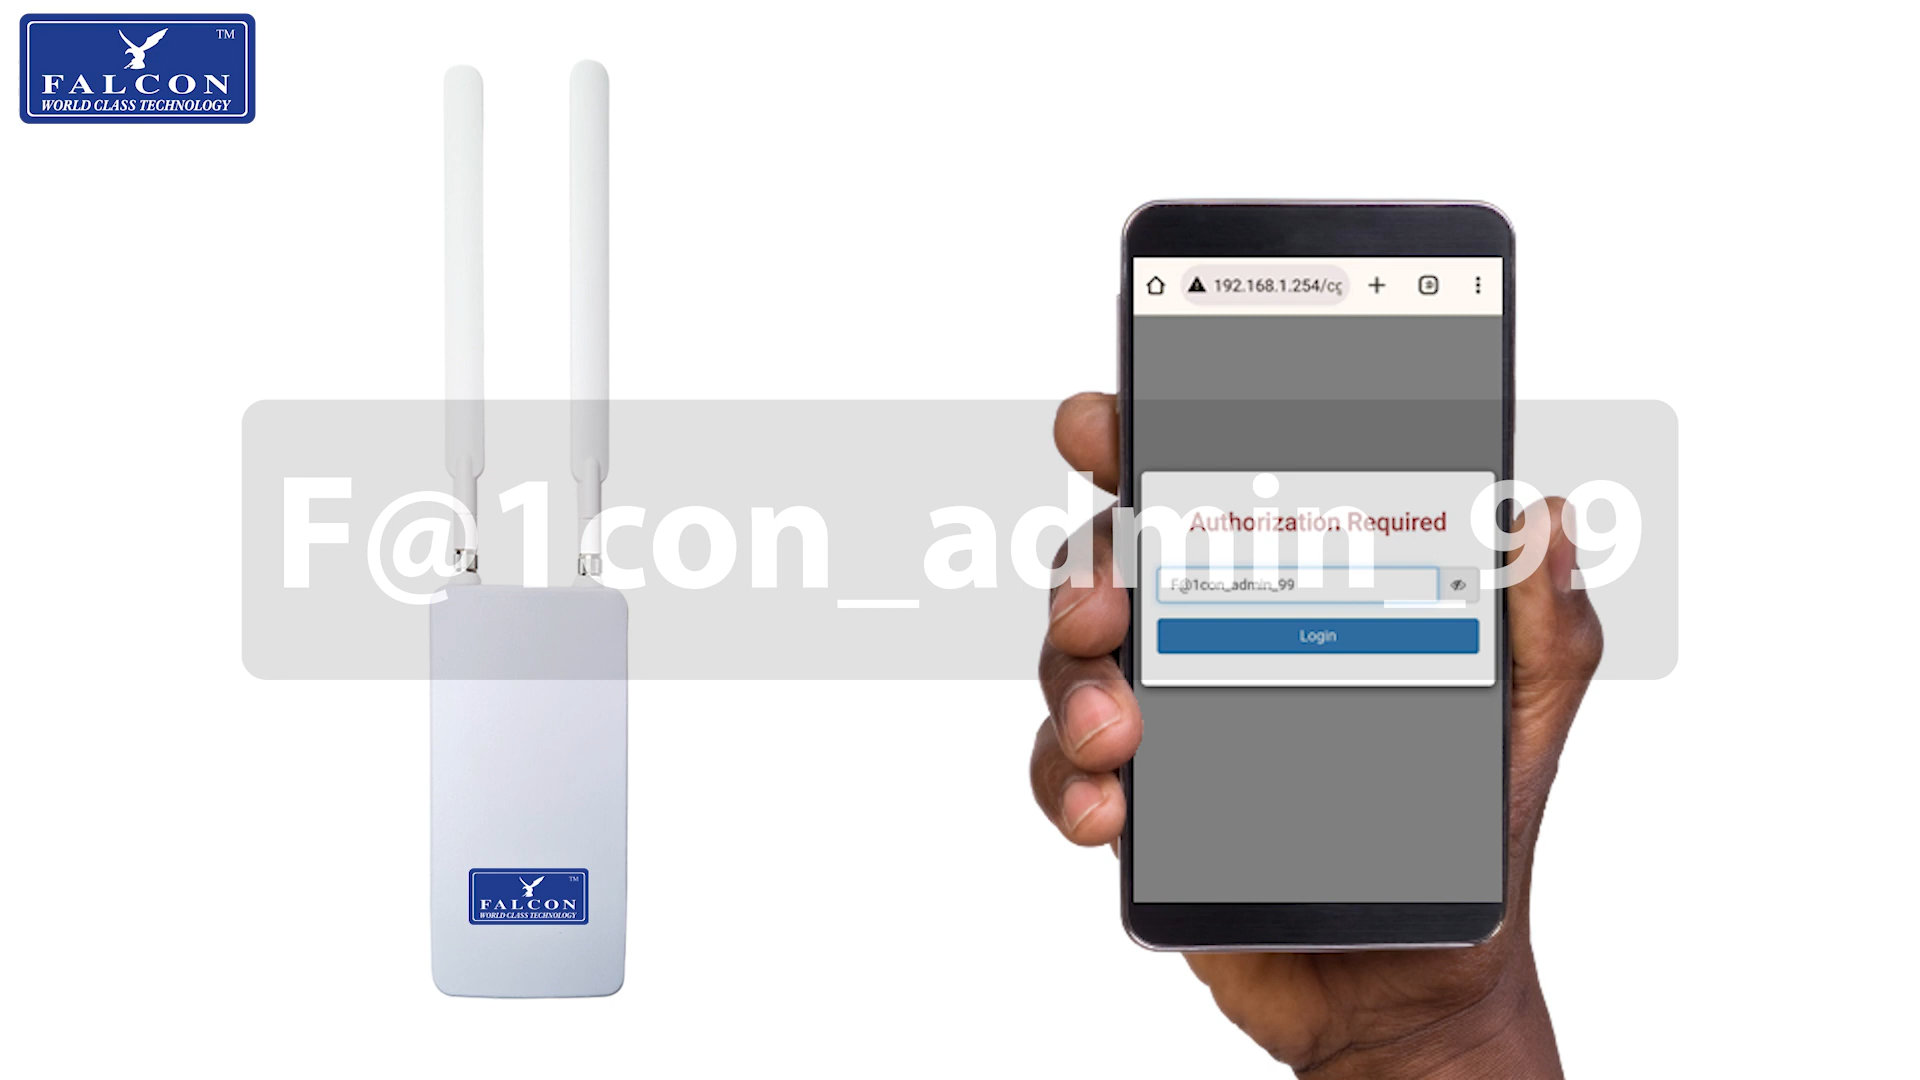 TM
FALCON
WORLD CLASS TECHNOLOGY
192.168.1.254/cg
F@1con_admin_99
Authorization Required
F@1con_admin_99
Login
TM
FALCON
WORLD CLASS TECHNOLOGY